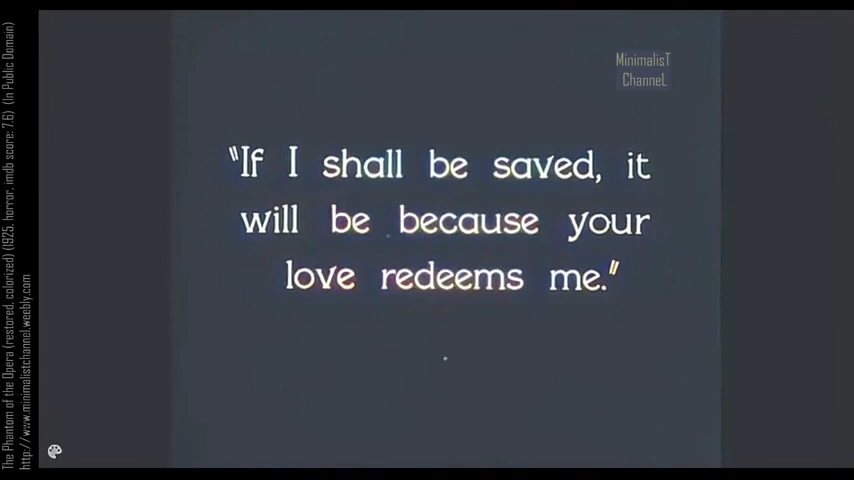 The Phantom of the Opera (restored, colorized) (1925, horror, imdb score: 7.6) (In Public Domain)
http://www.minimalistchannel.weebly.com
MinimalisT
ChanneL
"If I shall be saved, it
will be because your
love redeems me."